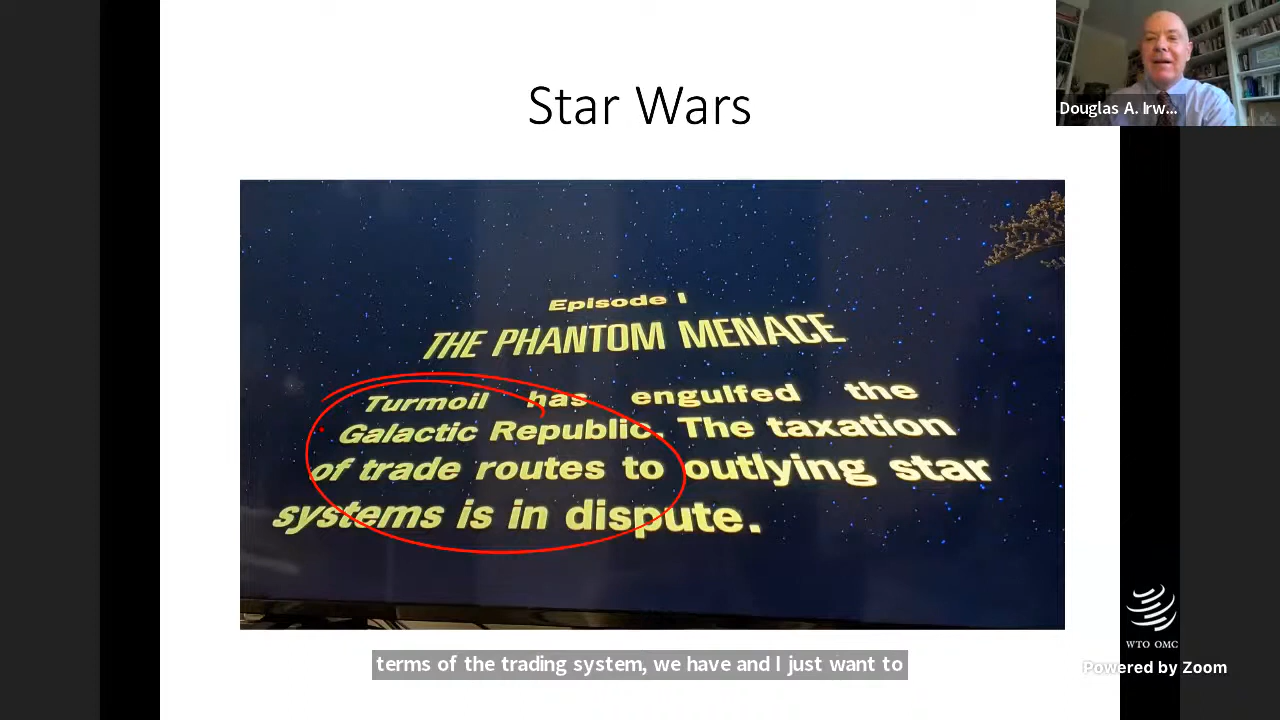 Star Wars
Douglas A. Irw...
Episode I
THE PHANTOM MENACE
Turmoil has engulfed the
Galactic Republic. The taxation
of trade routes to outlying star
systems is in dispute.
WTO OMC
terms of the trading system, we have and I just want to
Powered by Zoom